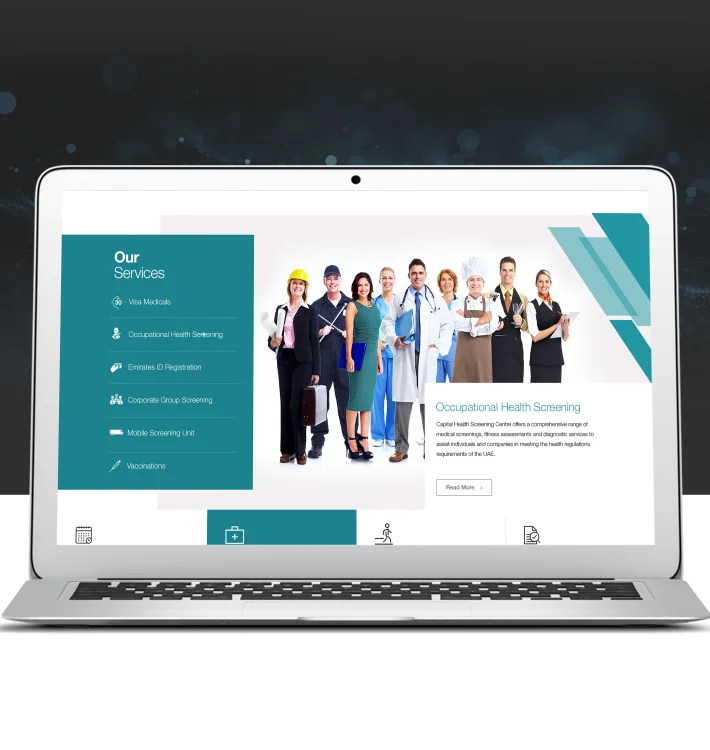 Our
Services
30
Visa Medicals
Occupational Health Screening
Emirates ID Registration
Corporate Group Screening
Mobile Screening Unit
Vaccinations
Occupational Health Screening
Capital Health Screening Centre offers a comprehensive range of
medical screenings, fitness assessments and diagnostic services to
assist individuals and companies in meeting the health regulations
requirements of the UAE.
Read More ›